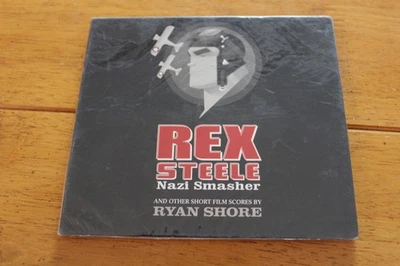 REX
STEELE
Nazi Smasher
AND OTHER SHORT FILM SCORES BY
RYAN SHORE